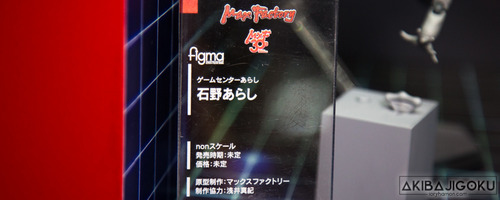 Max Factory
figma
ゲームセンターあらし
石野あらし
nonスケール
発売時期：未定
価格：未定
原型制作：マックスファクトリー
制作協力：浅井真紀
AKIBAJIGOKU